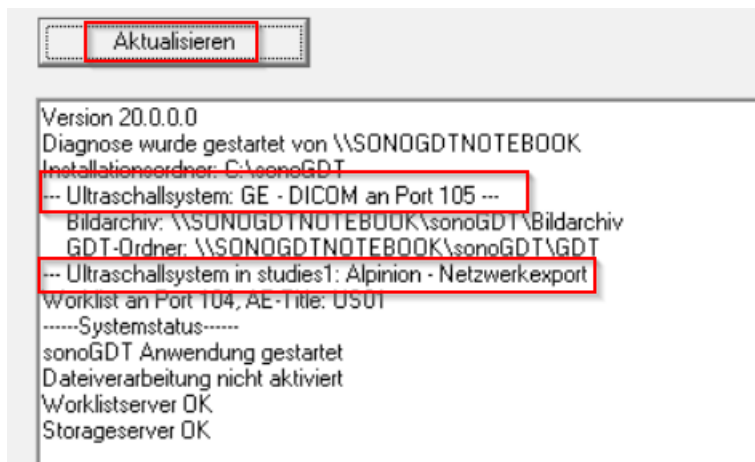 Aktualisieren
Version 20.0.0.0
Diagnose wurde gestartet von \\SONOGDTNOTEBOOK
Installationsordner: C:\sonoGDT
--- Ultraschallsystem: GE - DICOM an Port 105 ---
Bildarchiv: \\SONOGDTNOTEBOOK\sonoGDT\Bildarchiv
GDT-Ordner: \\SONOGDTNOTEBOOK\sonoGDT\GDT
--- Ultraschallsystem in studies1: Alpinion - Netzwerkexport
Worklist an Port 104, AE-Title: US01
------Systemstatus------
sonoGDT Anwendung gestartet
Dateiverarbeitung nicht aktiviert
Worklistserver OK
Storageserver OK